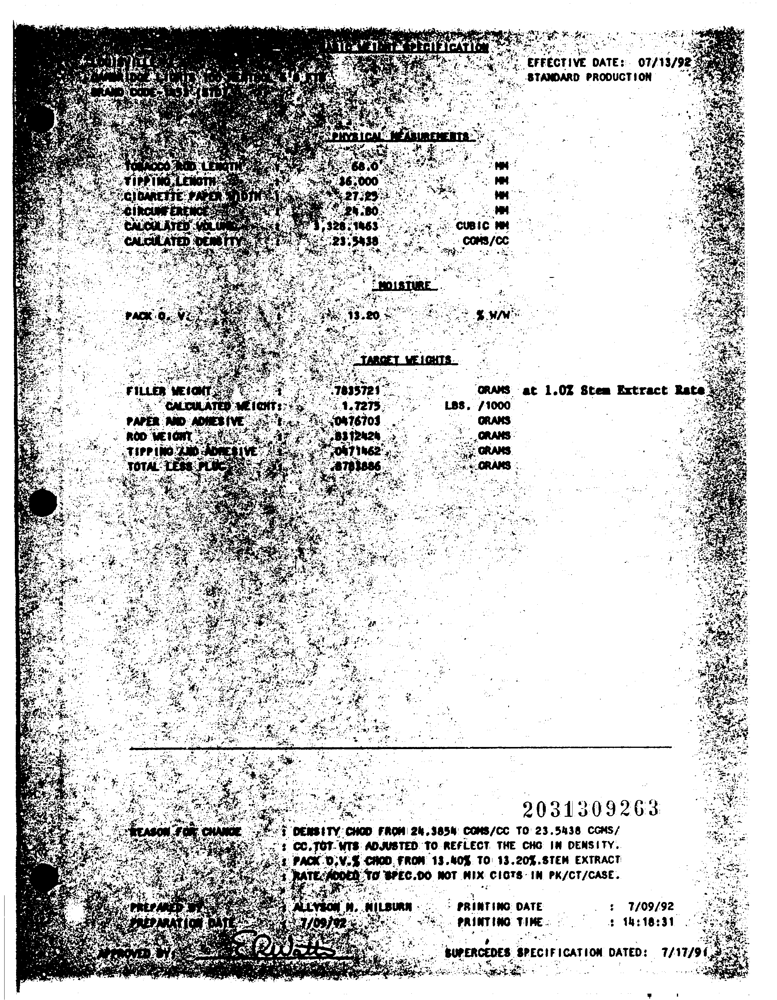 BASIC WEIGHT SPECIFICATION
LOUISVILLE
EFFECTIVE DATE: 07/13/92
CAMBRIDGE LIGHTS 100 MENTHOL
STANDARD PRODUCTION
BRAND CODE (STD)
PHYSICAL MEASUREMENTS
TOBACCO ROD LENGTH : 68.0 MM
TIPPING LENGTH : 36.000 MM
CIGARETTE PAPER WIDTH : 27.25 MM
CIRCUMFERENCE : 24.80 MM
CALCULATED VOLUME : 3,328.1463 CUBIC MM
CALCULATED DENSITY : 23.5438 CGMS/CC
MOISTURE
PACK O. V. : 13.20 % W/W
TARGET WEIGHTS
FILLER WEIGHT : .7835721 GRAMS at 1.0% Stem Extract Rate
CALCULATED WEIGHT: 1.7275 LBS. /1000
PAPER AND ADHESIVE : .0476703 GRAMS
ROD WEIGHT : .8312424 GRAMS
TIPPING AND ADHESIVE : .0471462 GRAMS
TOTAL LESS PLUG : .8783886 GRAMS
2031309263
REASON FOR CHANGE : DENSITY CHGD FROM 24.3854 CGMS/CC TO 23.5438 CGMS/
: CC.TOT WTS ADJUSTED TO REFLECT THE CHG IN DENSITY.
: PACK O.V.% CHGD FROM 13.40% TO 13.20%.STEM EXTRACT
: RATE ADDED TO SPEC.DO NOT MIX CIGTS IN PK/CT/CASE.
PREPARED BY : ALLYSON M. MILBURN PRINTING DATE : 7/09/92
PREPARATION DATE : 7/09/92 PRINTING TIME : 14:18:31
APPROVED BY: E R Watts SUPERCEDES SPECIFICATION DATED: 7/17/91